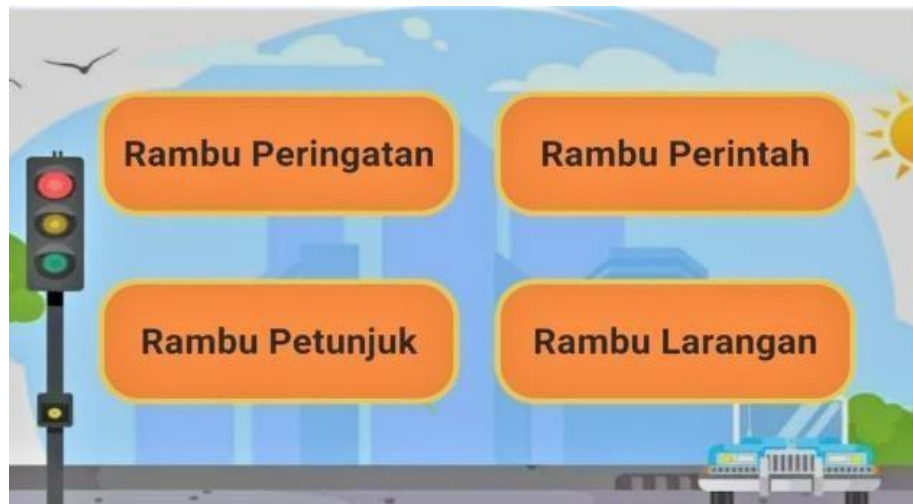 Rambu Peringatan
Rambu Perintah
Rambu Petunjuk
Rambu Larangan